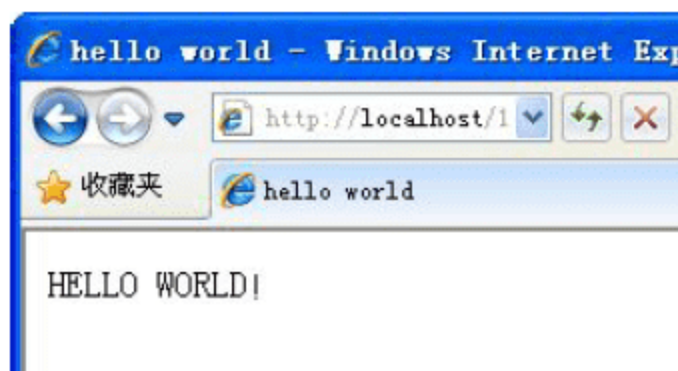 hello world - Windows Internet Exp
http://localhost/1
收藏夹
hello world
HELLO WORLD!